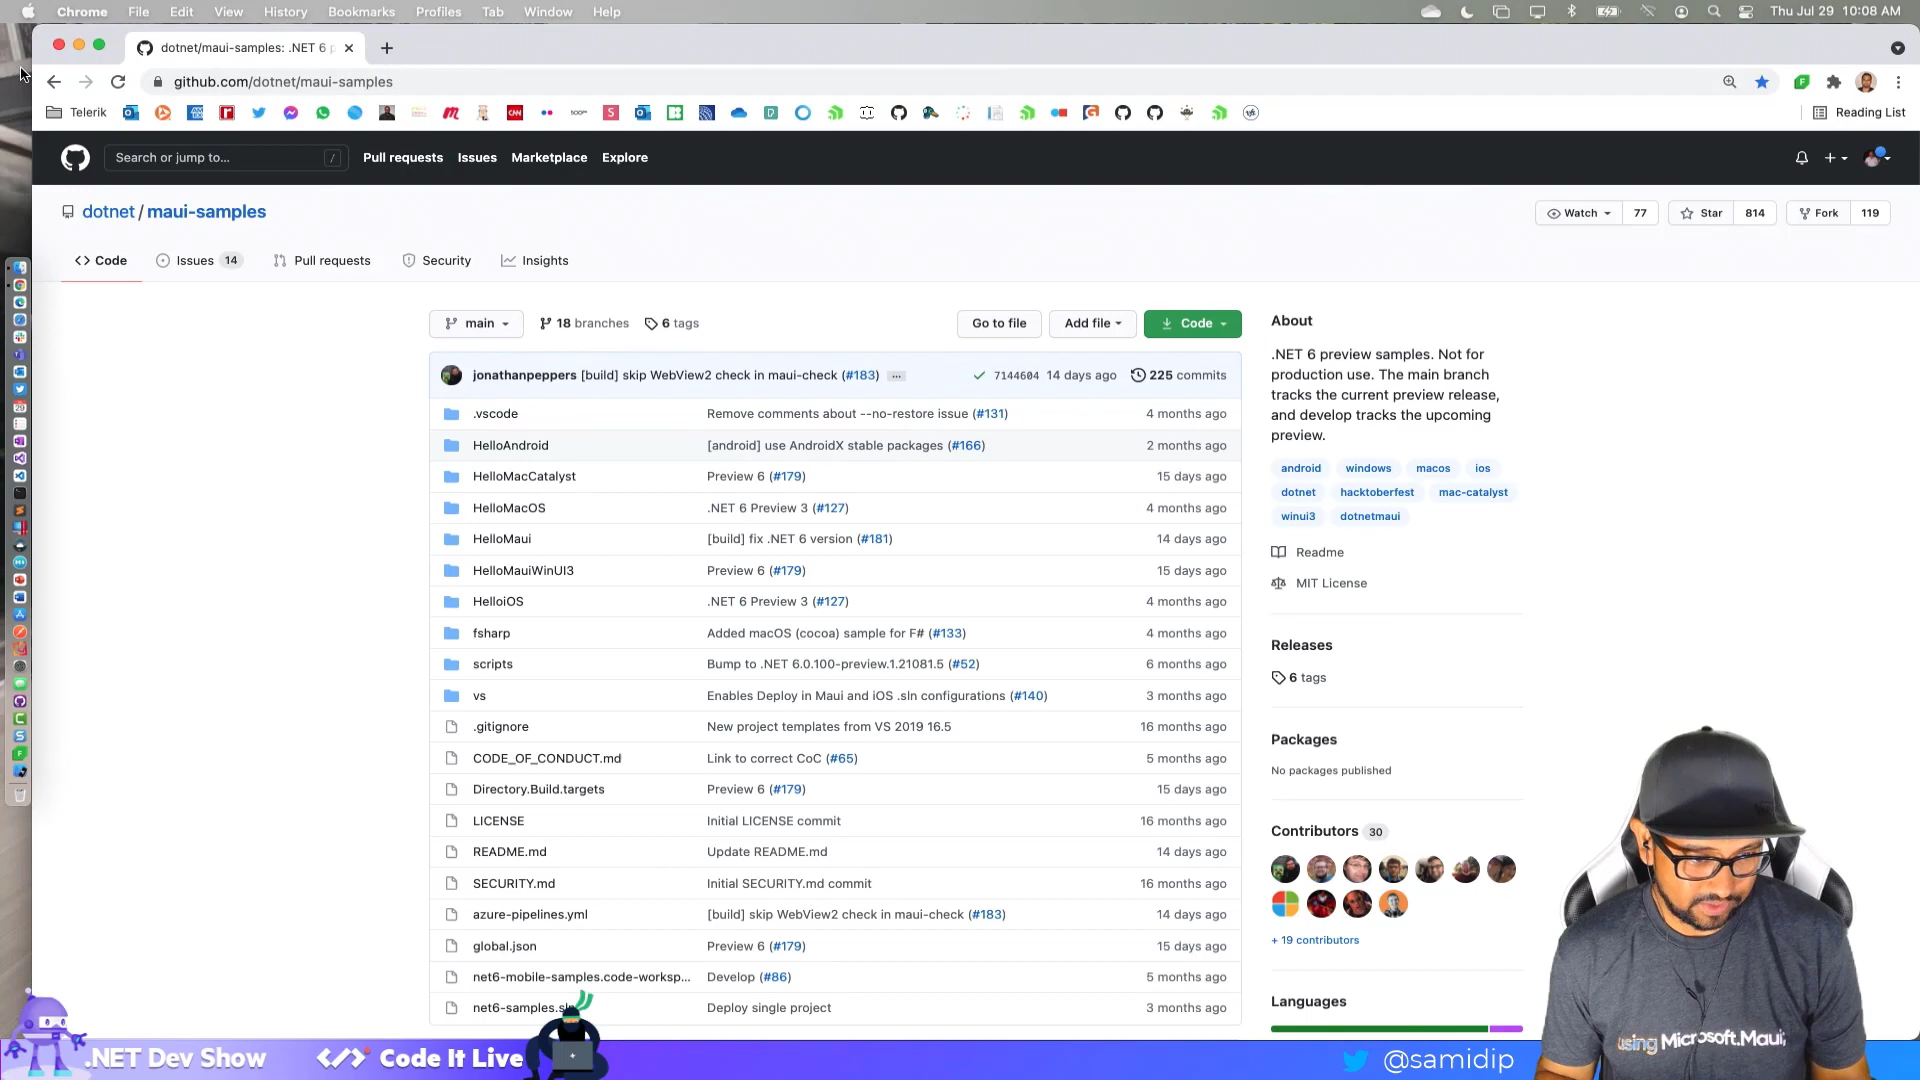 Chrome File Edit View History Bookmarks Profiles Tab Window Help Thu Jul 29 10:08 AM
dotnet/maui-samples: .NET 6 p
github.com/dotnet/maui-samples
Telerik Reading List
Search or jump to... / Pull requests Issues Marketplace Explore
dotnet / maui-samples Watch 77 Star 814 Fork 119
Code Issues 14 Pull requests Security Insights
main 18 branches 6 tags Go to file Add file Code
jonathanpeppers [build] skip WebView2 check in maui-check (#183) ... 7144604 14 days ago 225 commits
.vscode Remove comments about --no-restore issue (#131) 4 months ago
HelloAndroid [android] use AndroidX stable packages (#166) 2 months ago
HelloMacCatalyst Preview 6 (#179) 15 days ago
HelloMacOS .NET 6 Preview 3 (#127) 4 months ago
HelloMaui [build] fix .NET 6 version (#181) 14 days ago
HelloMauiWinUI3 Preview 6 (#179) 15 days ago
HelloiOS .NET 6 Preview 3 (#127) 4 months ago
fsharp Added macOS (cocoa) sample for F# (#133) 4 months ago
scripts Bump to .NET 6.0.100-preview.1.21081.5 (#52) 6 months ago
vs Enables Deploy in Maui and iOS .sln configurations (#140) 3 months ago
.gitignore New project templates from VS 2019 16.5 16 months ago
CODE_OF_CONDUCT.md Link to correct CoC (#65) 5 months ago
Directory.Build.targets Preview 6 (#179) 15 days ago
LICENSE Initial LICENSE commit 16 months ago
README.md Update README.md 14 days ago
SECURITY.md Initial SECURITY.md commit 16 months ago
azure-pipelines.yml [build] skip WebView2 check in maui-check (#183) 14 days ago
global.json Preview 6 (#179) 15 days ago
net6-mobile-samples.code-worksp... Develop (#86) 5 months ago
net6-samples.sln Deploy single project 3 months ago
About
.NET 6 preview samples. Not for
production use. The main branch
tracks the current preview release,
and develop tracks the upcoming
preview.
android windows macos ios
dotnet hacktoberfest mac-catalyst
winui3 dotnetmaui
Readme
MIT License
Releases
6 tags
Packages
No packages published
Contributors 30
+ 19 contributors
Languages
using Microsoft.Maui;
.NET Dev Show Code It Live @samidip